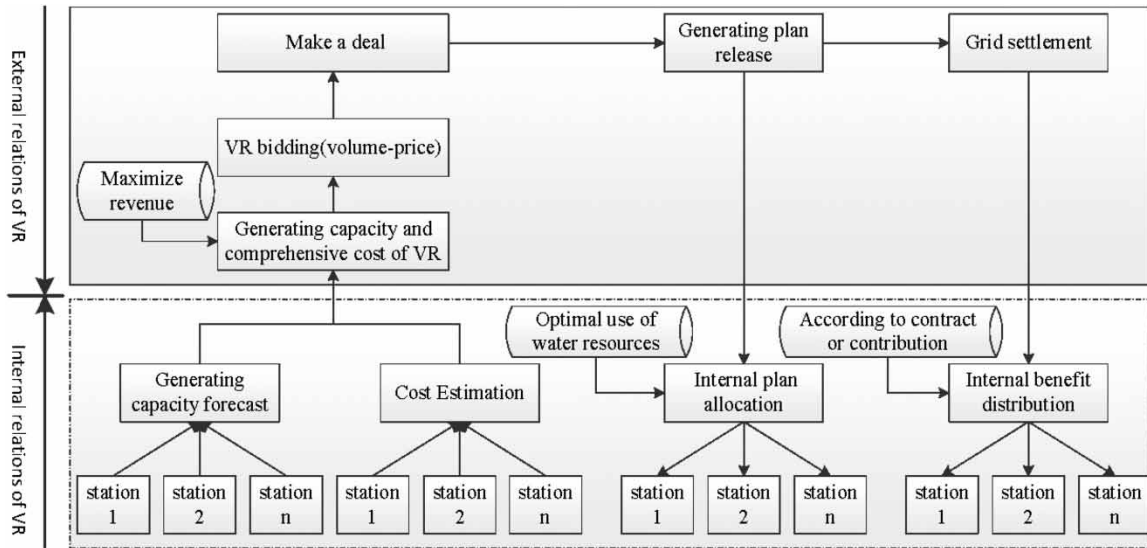 External relations of VR
Make a deal
Generating plan
release
Grid settlement
VR bidding(volume-price)
Maximize
revenue
Generating capacity and
comprehensive cost of VR
Internal relations of VR
Optimal use of
water resources
According to contract
or contribution
Generating
capacity forecast
Cost Estimation
Internal plan
allocation
Internal benefit
distribution
station
1
station
2
station
n
station
1
station
2
station
n
station
1
station
2
station
n
station
1
station
2
station
n